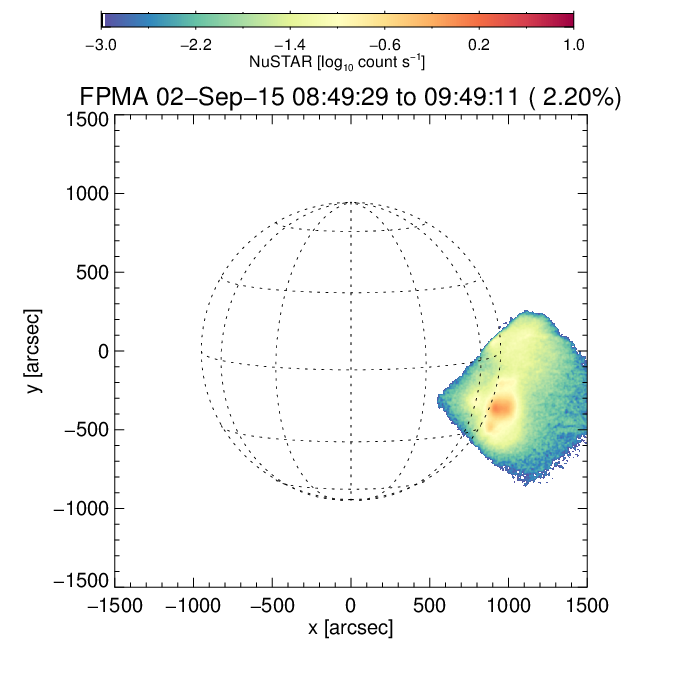 −3.0 −2.2 −1.4 −0.6 0.2 1.0
NuSTAR [log₁₀ count s⁻¹]
FPMA 02−Sep−15 08:49:29 to 09:49:11 ( 2.20%)
1500
1000
500
0
−500
−1000
−1500
y [arcsec]
−1500 −1000 −500 0 500 1000 1500
x [arcsec]